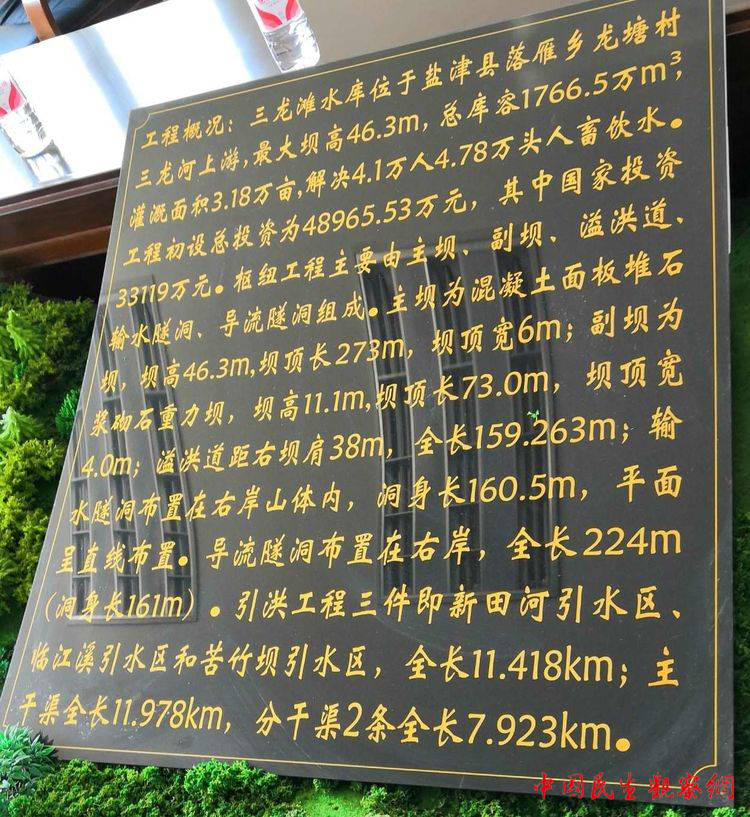 工程概况：三龙滩水库位于盐津县落雁乡龙塘村
三龙河上游,最大坝高46.3m，总库容1766.5万m³，
灌溉面积3.18万亩,解决4.1万人4.78万头人畜饮水。
工程初设总投资为48965.53万元，其中国家投资
33119万元。枢纽工程主要由主坝、副坝、溢洪道、
输水隧洞、导流隧洞组成。主坝为混凝土面板堆石
坝，坝高46.3m,坝顶长273m，坝顶宽6m；副坝为
浆砌石重力坝，坝高11.1m,坝顶长73.0m，坝顶宽
4.0m；溢洪道距右坝肩38m，全长159.263m；输
水隧洞布置在右岸山体内，洞身长160.5m，平面
呈直线布置。导流隧洞布置在右岸，全长224m
（洞身长161m）。引洪工程三件即新田河引水区、
临江溪引水区和苦竹坝引水区，全长11.418km；主
干渠全长11.978km，分干渠2条全长7.923km。
中国民生观察網